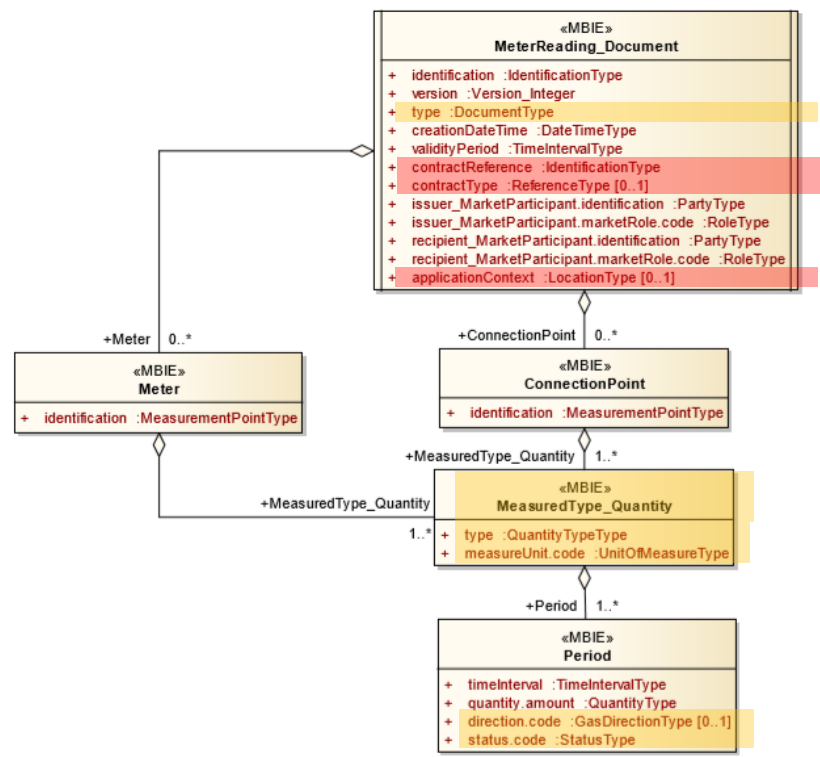 «MBIE»
MeterReading_Document
+ identification :IdentificationType
+ version :Version_Integer
+ type :DocumentType
+ creationDateTime :DateTimeType
+ validityPeriod :TimeIntervalType
+ contractReference :IdentificationType
+ contractType :ReferenceType [0..1]
+ issuer_MarketParticipant.identification :PartyType
+ issuer_MarketParticipant.marketRole.code :RoleType
+ recipient_MarketParticipant.identification :PartyType
+ recipient_MarketParticipant.marketRole.code :RoleType
+ applicationContext :LocationType [0..1]
+Meter 0..*
+ConnectionPoint 0..*
«MBIE»
Meter
+ identification :MeasurementPointType
«MBIE»
ConnectionPoint
+ identification :MeasurementPointType
+MeasuredType_Quantity 1..*
+MeasuredType_Quantity
1..*
«MBIE»
MeasuredType_Quantity
+ type :QuantityTypeType
+ measureUnit.code :UnitOfMeasureType
+Period 1..*
«MBIE»
Period
+ timeInterval :TimeIntervalType
+ quantity.amount :QuantityType
+ direction.code :GasDirectionType [0..1]
+ status.code :StatusType